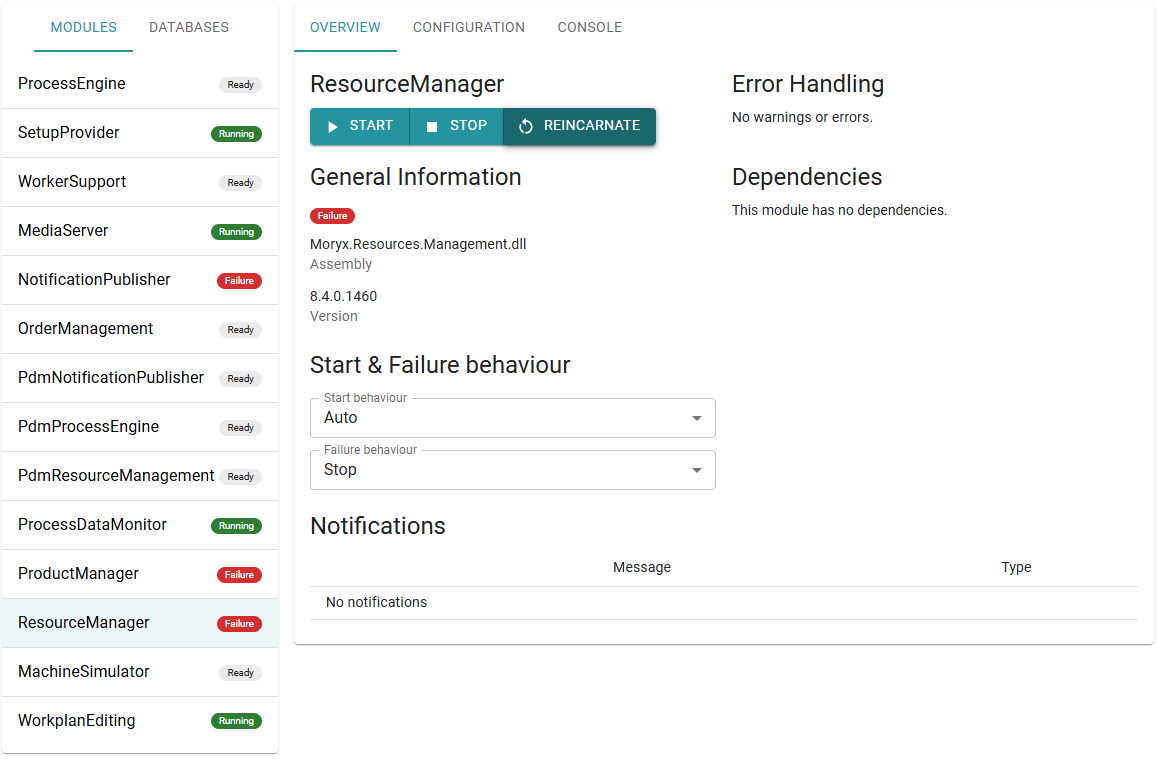 MODULES DATABASES
ProcessEngine Ready
SetupProvider Running
WorkerSupport Ready
MediaServer Running
NotificationPublisher Failure
OrderManagement Ready
PdmNotificationPublisher Ready
PdmProcessEngine Ready
PdmResourceManagement Ready
ProcessDataMonitor Running
ProductManager Failure
ResourceManager Failure
MachineSimulator Ready
WorkplanEditing Running
OVERVIEW CONFIGURATION CONSOLE
ResourceManager
START STOP REINCARNATE
General Information
Failure
Moryx.Resources.Management.dll
Assembly
8.4.0.1460
Version
Error Handling
No warnings or errors.
Dependencies
This module has no dependencies.
Start & Failure behaviour
Start behaviour
Auto
Failure behaviour
Stop
Notifications
Message Type
No notifications